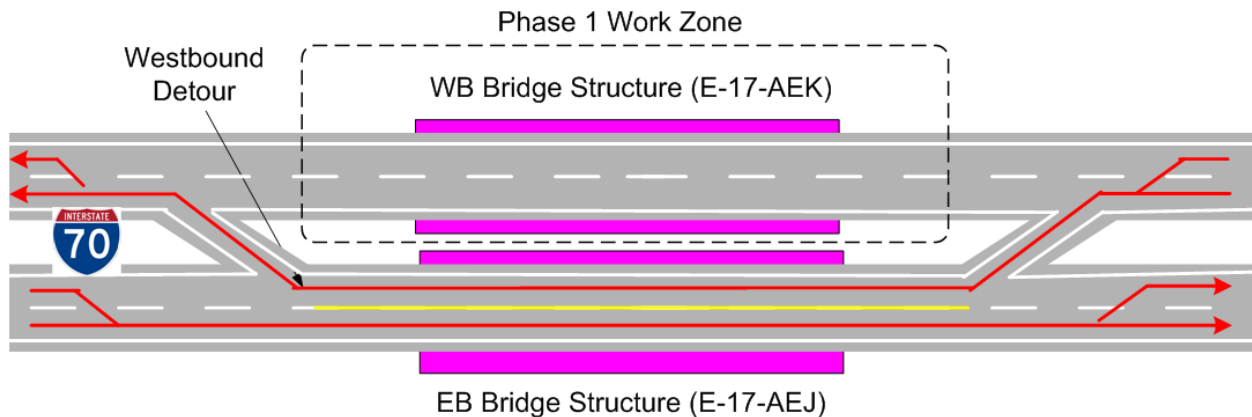 Phase 1 Work Zone
Westbound
Detour
WB Bridge Structure (E-17-AEK)
INTERSTATE
70
EB Bridge Structure (E-17-AEJ)